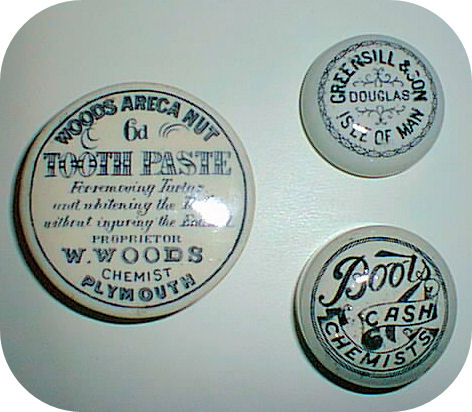 WOODS ARECA NUT
6d
TOOTH PASTE
For removing Tartar
and whitening the
without injuring the
PROPRIETOR
W. WOODS
CHEMIST
PLYMOUTH
GREENSILL & SON
DOUGLAS
ISLE OF MAN
Boots
CASH
CHEMISTS